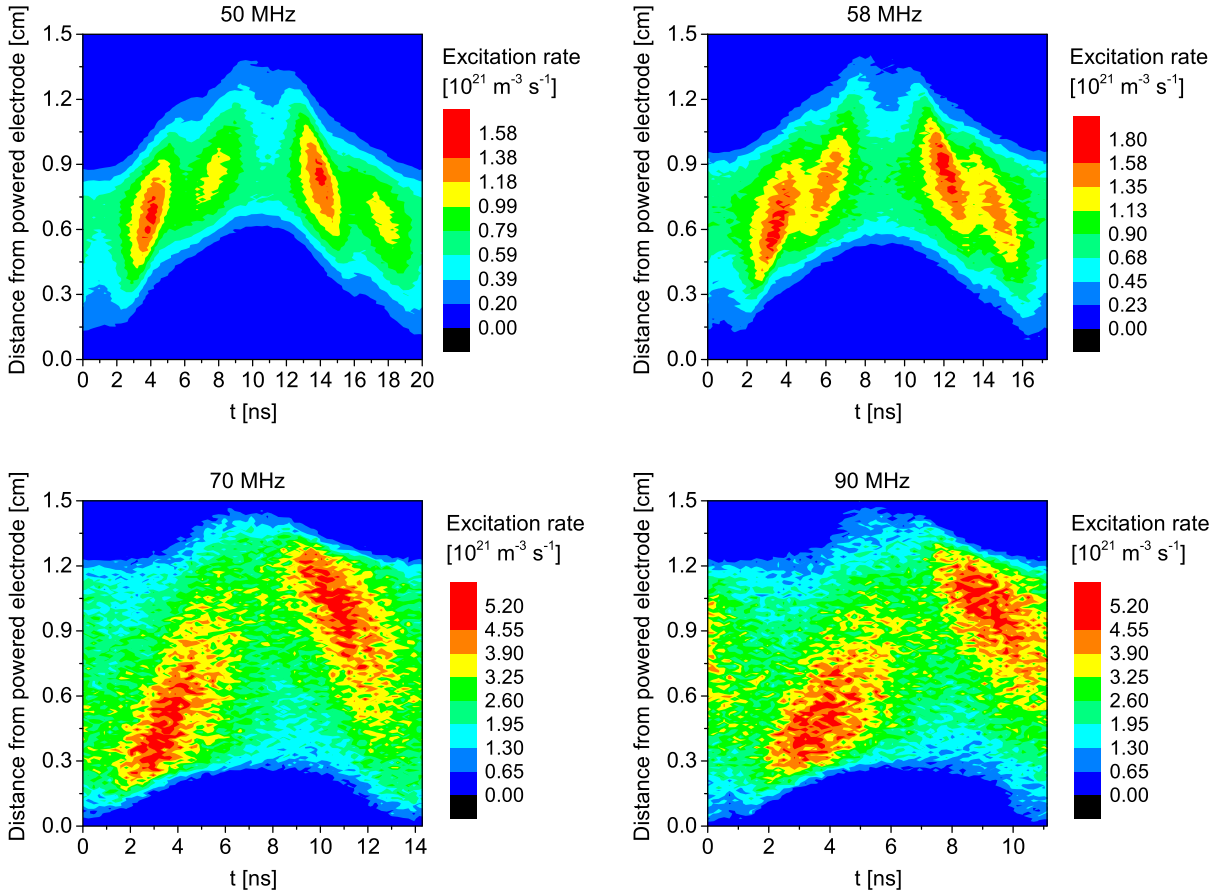 50 MHz
Distance from powered electrode [cm]
1.5
1.2
0.9
0.6
0.3
0.0
0 2 4 6 8 10 12 14 16 18 20
t [ns]
Excitation rate
[10²¹ m⁻³ s⁻¹]
1.58
1.38
1.18
0.99
0.79
0.59
0.39
0.20
0.00
58 MHz
Distance from powered electrode [cm]
1.5
1.2
0.9
0.6
0.3
0.0
0 2 4 6 8 10 12 14 16
t [ns]
Excitation rate
[10²¹ m⁻³ s⁻¹]
1.80
1.58
1.35
1.13
0.90
0.68
0.45
0.23
0.00
70 MHz
Distance from powered electrode [cm]
1.5
1.2
0.9
0.6
0.3
0.0
0 2 4 6 8 10 12 14
t [ns]
Excitation rate
[10²¹ m⁻³ s⁻¹]
5.20
4.55
3.90
3.25
2.60
1.95
1.30
0.65
0.00
90 MHz
Distance from powered electrode [cm]
1.5
1.2
0.9
0.6
0.3
0.0
0 2 4 6 8 10
t [ns]
Excitation rate
[10²¹ m⁻³ s⁻¹]
5.20
4.55
3.90
3.25
2.60
1.95
1.30
0.65
0.00